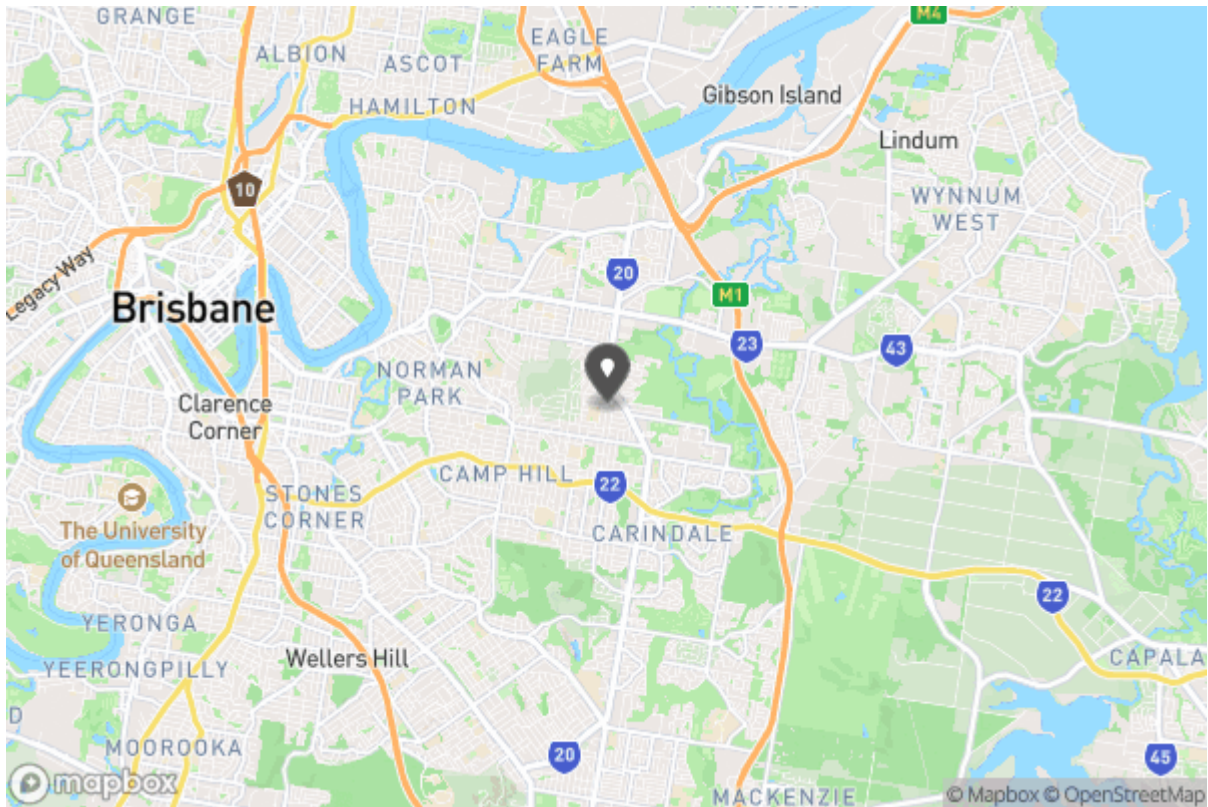 GRANGE
ALBION
ASCOT
EAGLE
FARM
M4
HAMILTON
Gibson Island
Lindum
10
WYNNUM
WEST
Legacy Way
20
M1
Brisbane
23
43
NORMAN
PARK
Clarence
Corner
CAMP HILL
22
STONES
CORNER
The University
of Queensland
CARINDALE
22
YERONGA
Wellers Hill
YEERONGPILLY
CAPALA
D
MOOROOKA
20
45
mapbox
MACKENZIE
© Mapbox © OpenStreetMap